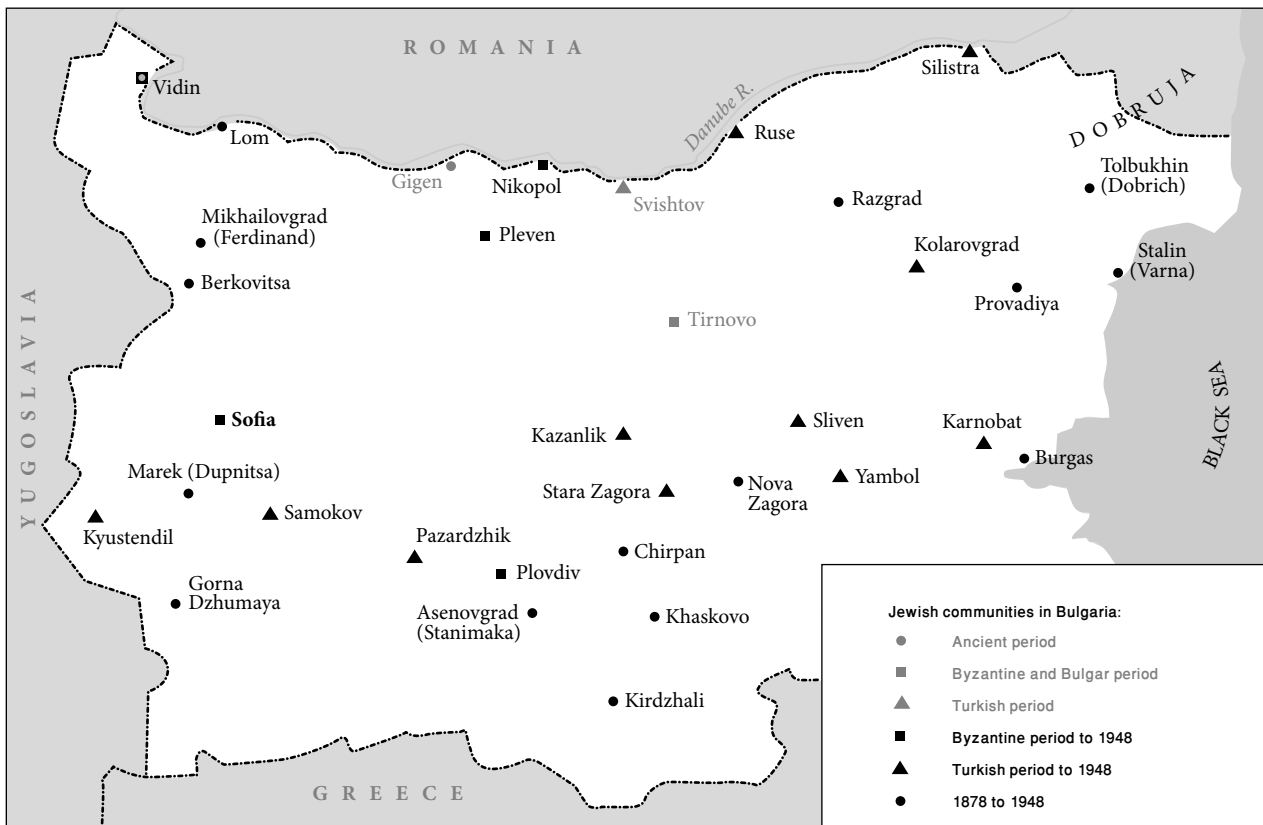 ROMANIA
Silistra
Vidin
DOBRUJA
Danube R.
Lom
Ruse
Tolbukhin
(Dobrich)
Gigen
Nikopol
Svishtov
Razgrad
Mikhailovgrad
(Ferdinand)
Pleven
Kolarovgrad
Stalin
(Varna)
Berkovitsa
Provadiya
YUGOSLAVIA
Tirnovo
BLACK SEA
Sofia
Kazanlik
Sliven
Karnobat
Burgas
Marek (Dupnitsa)
Stara Zagora
Nova
Zagora
Yambol
Samokov
Kyustendil
Pazardzhik
Chirpan
Plovdiv
Gorna
Dzhumaya
Asenovgrad
(Stanimaka)
Khaskovo
Kirdzhali
GREECE
Jewish communities in Bulgaria:
Ancient period
Byzantine and Bulgar period
Turkish period
Byzantine period to 1948
Turkish period to 1948
1878 to 1948